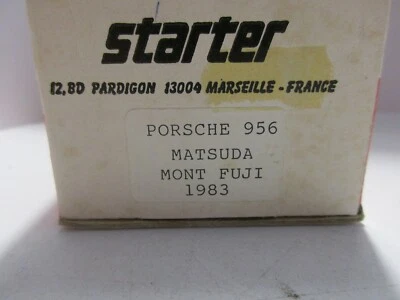 starter
12, BD PARDIGON 13004 MARSEILLE - FRANCE
PORSCHE 956
MATSUDA
MONT FUJI
1983